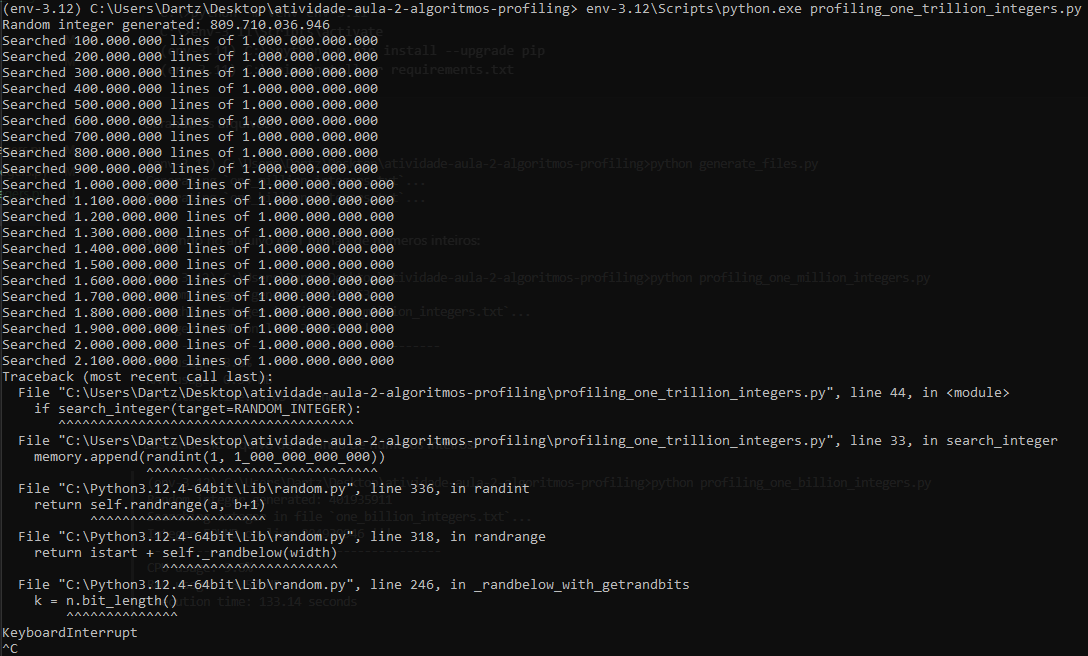 (env-3.12) C:\Users\Dartz\Desktop\atividade-aula-2-algoritmos-profiling> env-3.12\Scripts\python.exe profiling_one_trillion_integers.py
Random integer generated: 809.710.036.946
Searched 100.000.000 lines of 1.000.000.000.000
Searched 200.000.000 lines of 1.000.000.000.000
Searched 300.000.000 lines of 1.000.000.000.000
Searched 400.000.000 lines of 1.000.000.000.000
Searched 500.000.000 lines of 1.000.000.000.000
Searched 600.000.000 lines of 1.000.000.000.000
Searched 700.000.000 lines of 1.000.000.000.000
Searched 800.000.000 lines of 1.000.000.000.000
Searched 900.000.000 lines of 1.000.000.000.000
Searched 1.000.000.000 lines of 1.000.000.000.000
Searched 1.100.000.000 lines of 1.000.000.000.000
Searched 1.200.000.000 lines of 1.000.000.000.000
Searched 1.300.000.000 lines of 1.000.000.000.000
Searched 1.400.000.000 lines of 1.000.000.000.000
Searched 1.500.000.000 lines of 1.000.000.000.000
Searched 1.600.000.000 lines of 1.000.000.000.000
Searched 1.700.000.000 lines of 1.000.000.000.000
Searched 1.800.000.000 lines of 1.000.000.000.000
Searched 1.900.000.000 lines of 1.000.000.000.000
Searched 2.000.000.000 lines of 1.000.000.000.000
Searched 2.100.000.000 lines of 1.000.000.000.000
Traceback (most recent call last):
  File "C:\Users\Dartz\Desktop\atividade-aula-2-algoritmos-profiling\profiling_one_trillion_integers.py", line 44, in <module>
    if search_integer(target=RANDOM_INTEGER):
       ^^^^^^^^^^^^^^^^^^^^^^^^^^^^^^^^^^^^^
  File "C:\Users\Dartz\Desktop\atividade-aula-2-algoritmos-profiling\profiling_one_trillion_integers.py", line 33, in search_integer
    memory.append(randint(1, 1_000_000_000_000))
                  ^^^^^^^^^^^^^^^^^^^^^^^^^^^^^
  File "C:\Python3.12.4-64bit\Lib\random.py", line 336, in randint
    return self.randrange(a, b+1)
           ^^^^^^^^^^^^^^^^^^^^^^
  File "C:\Python3.12.4-64bit\Lib\random.py", line 318, in randrange
    return istart + self._randbelow(width)
                    ^^^^^^^^^^^^^^^^^^^^^^
  File "C:\Python3.12.4-64bit\Lib\random.py", line 246, in _randbelow_with_getrandbits
    k = n.bit_length()
        ^^^^^^^^^^^^^^
KeyboardInterrupt
^C